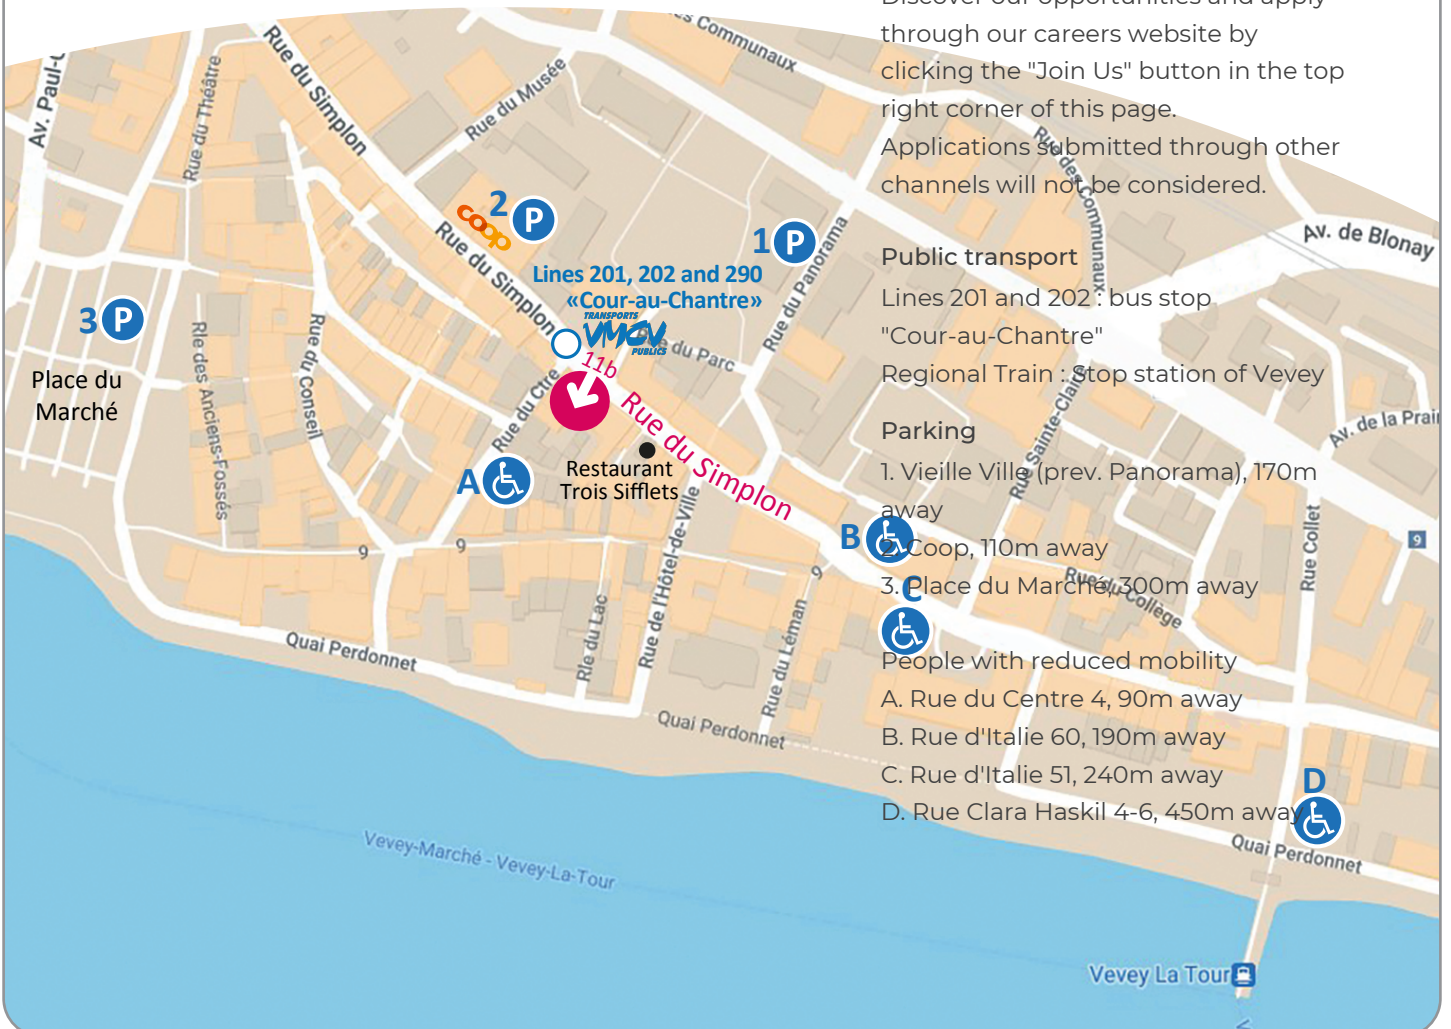 Discover our opportunities and apply
through our careers website by
clicking the "Join Us" button in the top
right corner of this page.
Applications submitted through other
channels will not be considered.
Public transport
Lines 201 and 202 : bus stop
"Cour-au-Chantre"
Regional Train : Stop station of Vevey
Parking
1. Vieille Ville (prev. Panorama), 170m
away
2. Coop, 110m away
3. Place du Marché, 300m away
People with reduced mobility
A. Rue du Centre 4, 90m away
B. Rue d'Italie 60, 190m away
C. Rue d'Italie 51, 240m away
D. Rue Clara Haskil 4-6, 450m away
Av. Paul-
Rue du Théâtre
Rue du Simplon
Rue du Musée
Communaux
Rue des Communaux
Av. de Blonay
2 P
coop
1 P
Rue du Simplon
Lines 201, 202 and 290
«Cour-au-Chantre»
TRANSPORTS
VMCV
PUBLICS
Rue du Parc
Rue du Panorama
3 P
Place du
Marché
Rle des Anciens-Fossés
Rue du Conseil
Rue du Ctre
11b
Rue du Simplon
Restaurant
Trois Sifflets
A
B
C
D
Rue Sainte-Claire
Av. de la Prai
Rue Collet
9
Rue du Collège
9
9
9
Quai Perdonnet
Rle du Lac
Rue de l'Hôtel-de-Ville
Rue du Léman
Quai Perdonnet
Quai Perdonnet
Vevey-Marché - Vevey-La-Tour
Vevey La Tour